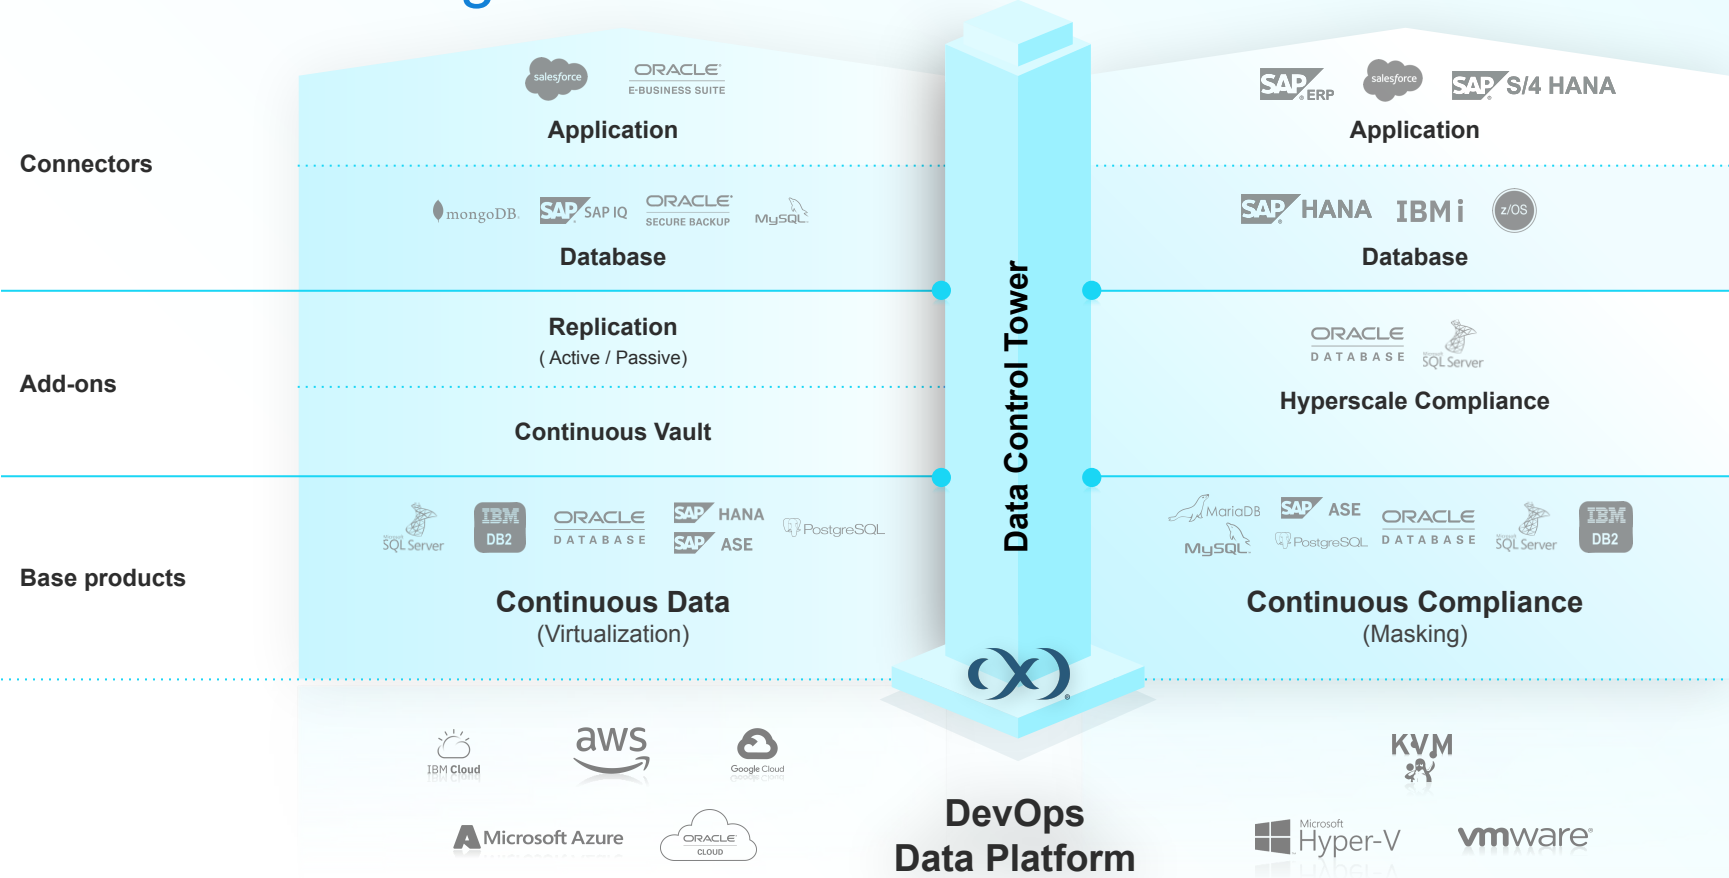 g
salesforce
ORACLE
E-BUSINESS SUITE
Application
SAP ERP
salesforce
SAP S/4 HANA
Application
Connectors
mongoDB.
SAP SAP IQ
ORACLE
SECURE BACKUP
MySQL
Database
SAP HANA
IBM i
z/OS
Database
Replication
( Active / Passive)
Add-ons
Continuous Vault
Data Control Tower
ORACLE
DATABASE
Microsoft
SQL Server
Hyperscale Compliance
Base products
Microsoft
SQL Server
IBM
DB2
ORACLE
DATABASE
SAP HANA
SAP ASE
PostgreSQL
Continuous Data
(Virtualization)
MariaDB
MySQL
SAP ASE
PostgreSQL
ORACLE
DATABASE
Microsoft
SQL Server
IBM
DB2
Continuous Compliance
(Masking)
IBM Cloud
aws
Google Cloud
Microsoft Azure
ORACLE
CLOUD
DevOps
Data Platform
KVM
Microsoft
Hyper-V
vmware